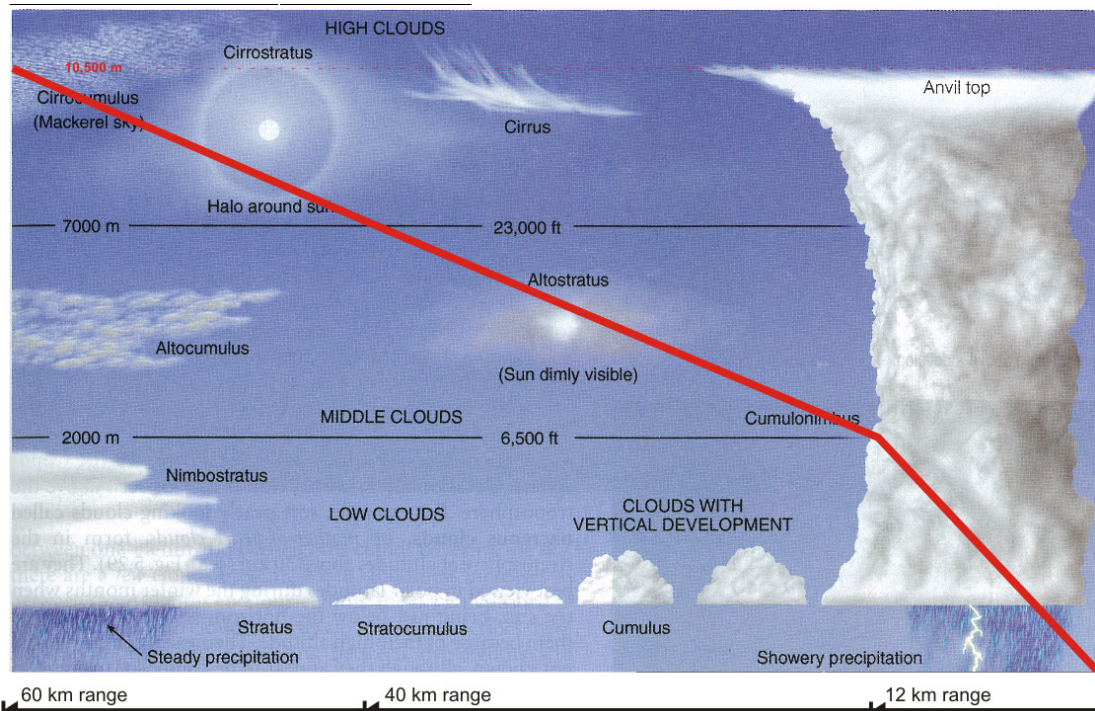 HIGH CLOUDS
Cirrostratus
10,500 m
Cirrocumulus
(Mackerel sky)
Cirrus
Anvil top
Halo around sun
7000 m
23,000 ft
Altostratus
Altocumulus
(Sun dimly visible)
MIDDLE CLOUDS
Cumulonimbus
2000 m
6,500 ft
Nimbostratus
LOW CLOUDS
CLOUDS WITH
VERTICAL DEVELOPMENT
Stratus
Stratocumulus
Cumulus
Steady precipitation
Showery precipitation
60 km range
40 km range
12 km range